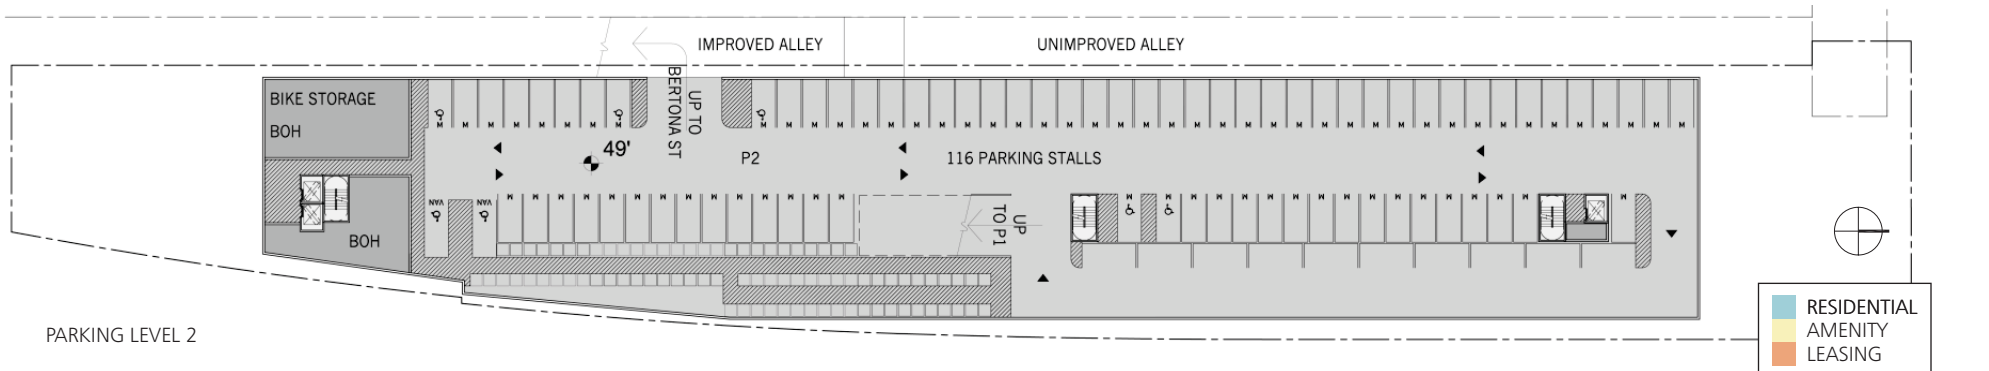 IMPROVED ALLEY
UNIMPROVED ALLEY
BIKE STORAGE
BOH
UP TO
BERTONA ST
49'
P2
116 PARKING STALLS
VAN
VAN
UP
TO P1
BOH
PARKING LEVEL 2
RESIDENTIAL
AMENITY
LEASING